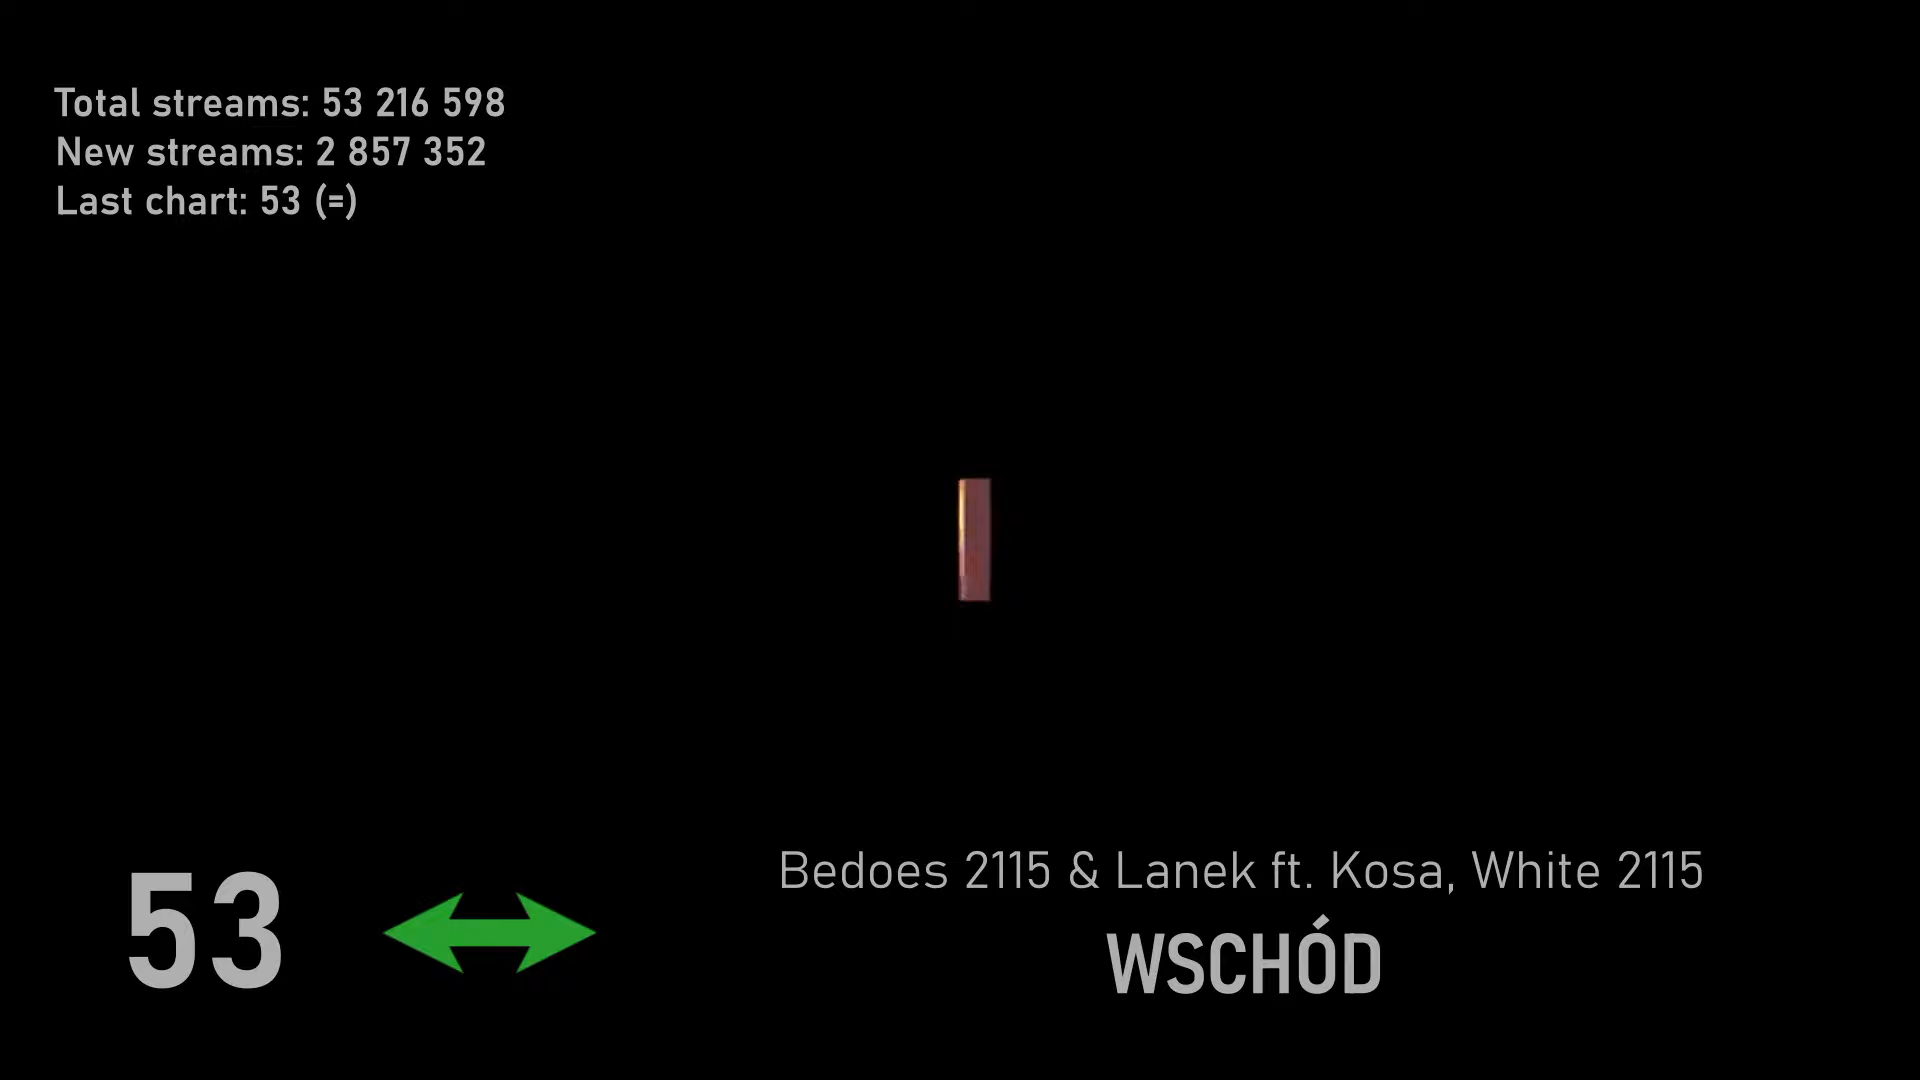 Total streams: 53 216 598
New streams: 2 857 352
Last chart: 53 (=)
53
Bedoes 2115 & Lanek ft. Kosa, White 2115
WSCHÓD